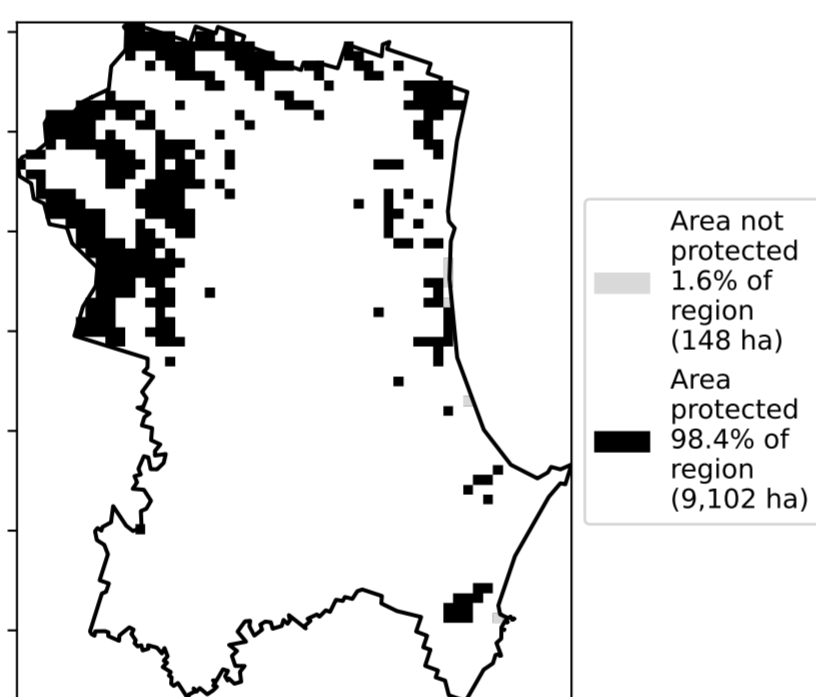 Area not
protected
1.6% of
region
(148 ha)
Area
protected
98.4% of
region
(9,102 ha)